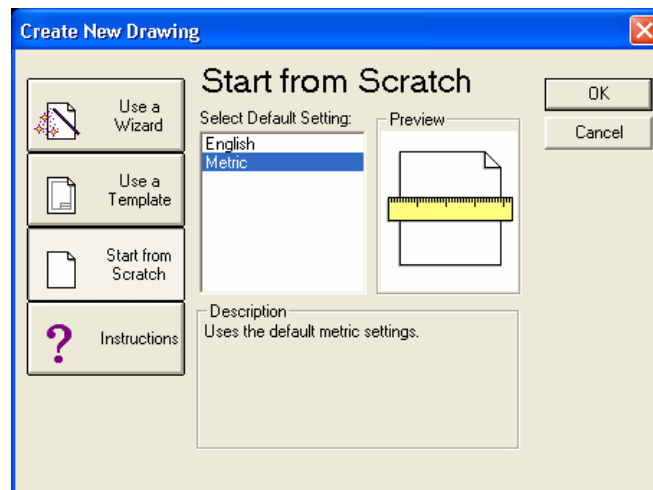 Create New Drawing
Use a
Wizard
Use a
Template
Start from
Scratch
Instructions
Start from Scratch
Select Default Setting:
English
Metric
Preview
Description
Uses the default metric settings.
OK
Cancel